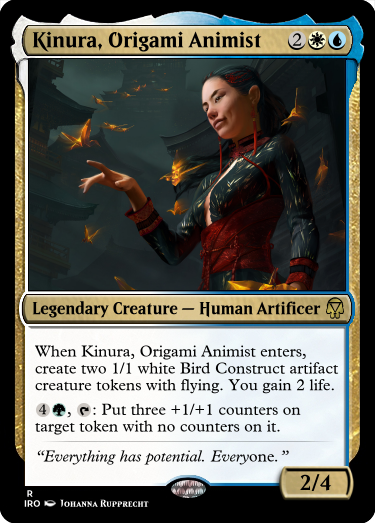 Kinura, Origami Animist 2
Legendary Creature — Human Artificer
When Kinura, Origami Animist enters,
create two 1/1 white Bird Construct artifact
creature tokens with flying. You gain 2 life.
4 , : Put three +1/+1 counters on
target token with no counters on it.
“Everything has potential. Everyone.”
2/4
R
IRO Johanna Rupprecht